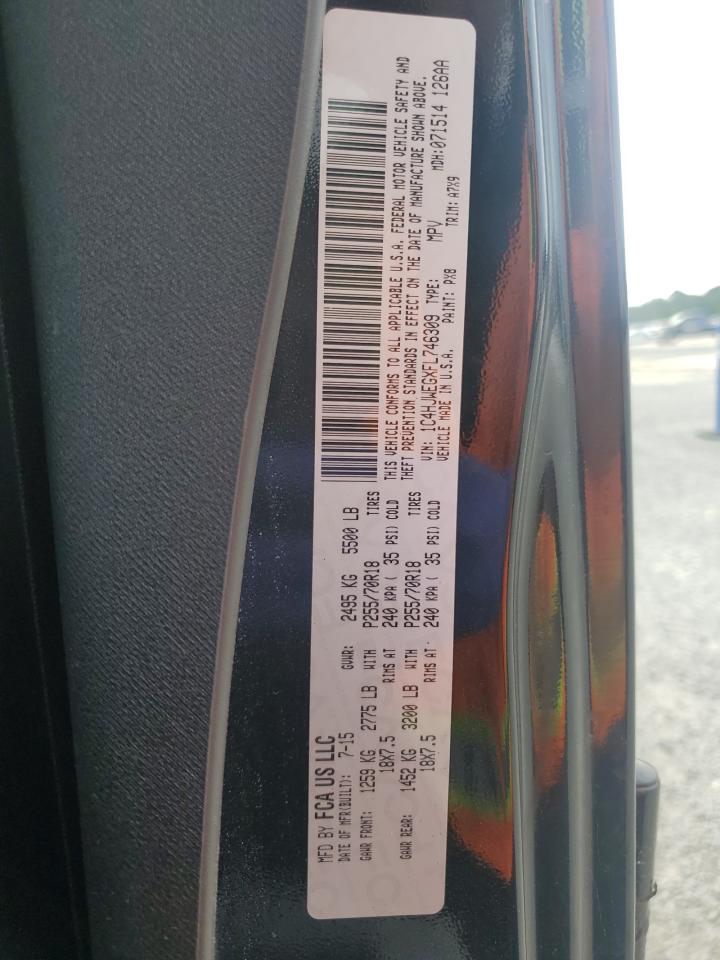 MFD BY FCA US LLC
DATE OF MFR(BUILT): 7-15 GVWR: 2495 KG 5500 LB
GAWR FRONT: 1259 KG 2775 LB WITH P255/70R18 TIRES
18X7.5 RIMS AT 240 KPA ( 35 PSI) COLD
GAWR REAR: 1452 KG 3200 LB WITH P255/70R18 TIRES
18X7.5 RIMS AT 240 KPA ( 35 PSI) COLD
THIS VEHICLE CONFORMS TO ALL APPLICABLE U.S.A. FEDERAL MOTOR VEHICLE SAFETY AND
THEFT PREVENTION STANDARDS IN EFFECT ON THE DATE OF MANUFACTURE SHOWN ABOVE.
VIN: 1C4HJWEGXFL746309 TYPE: MPV MDH:071514 126AA
VEHICLE MADE IN U.S.A. PAINT: PX8 TRIM: A7X9